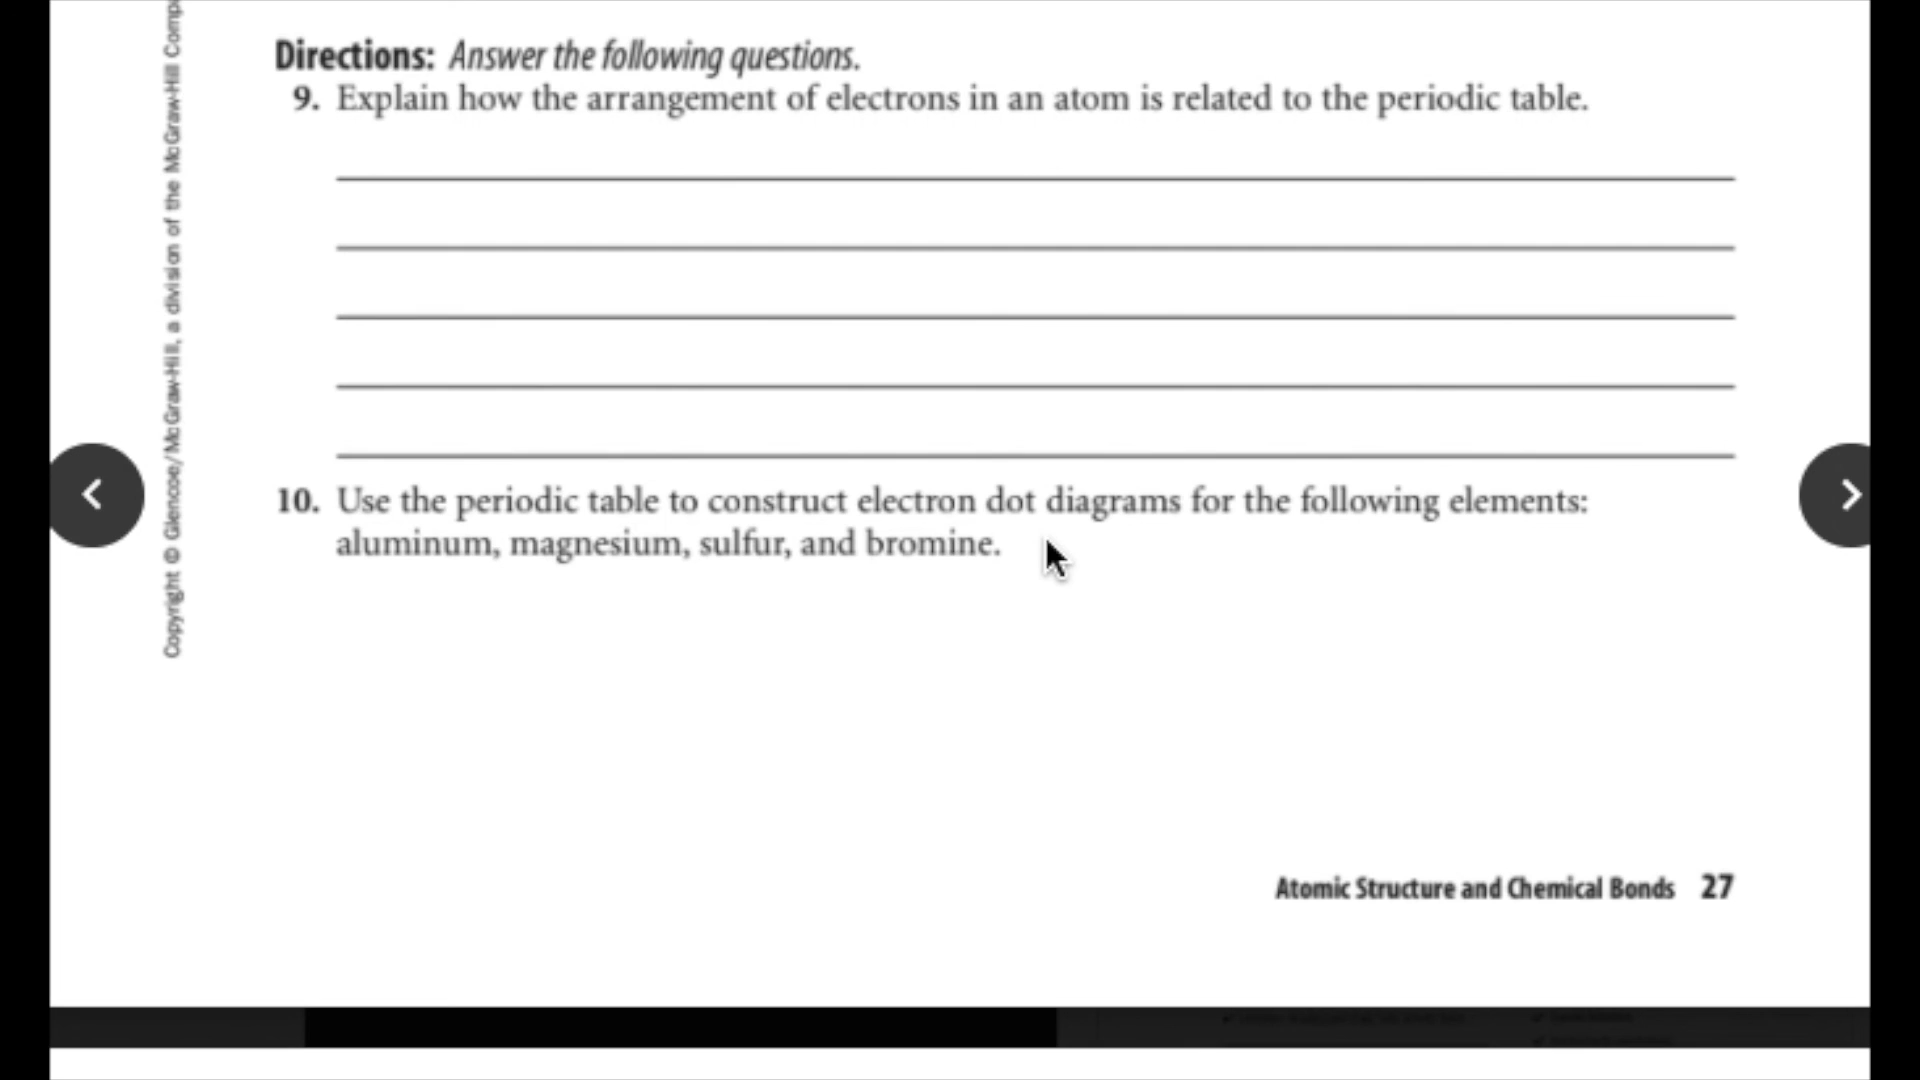 Directions: Answer the following questions.
9. Explain how the arrangement of electrons in an atom is related to the periodic table.
10. Use the periodic table to construct electron dot diagrams for the following elements:
aluminum, magnesium, sulfur, and bromine.
Atomic Structure and Chemical Bonds 27
Copyright © Glencoe/McGraw-Hill, a division of the McGraw-Hill Comp